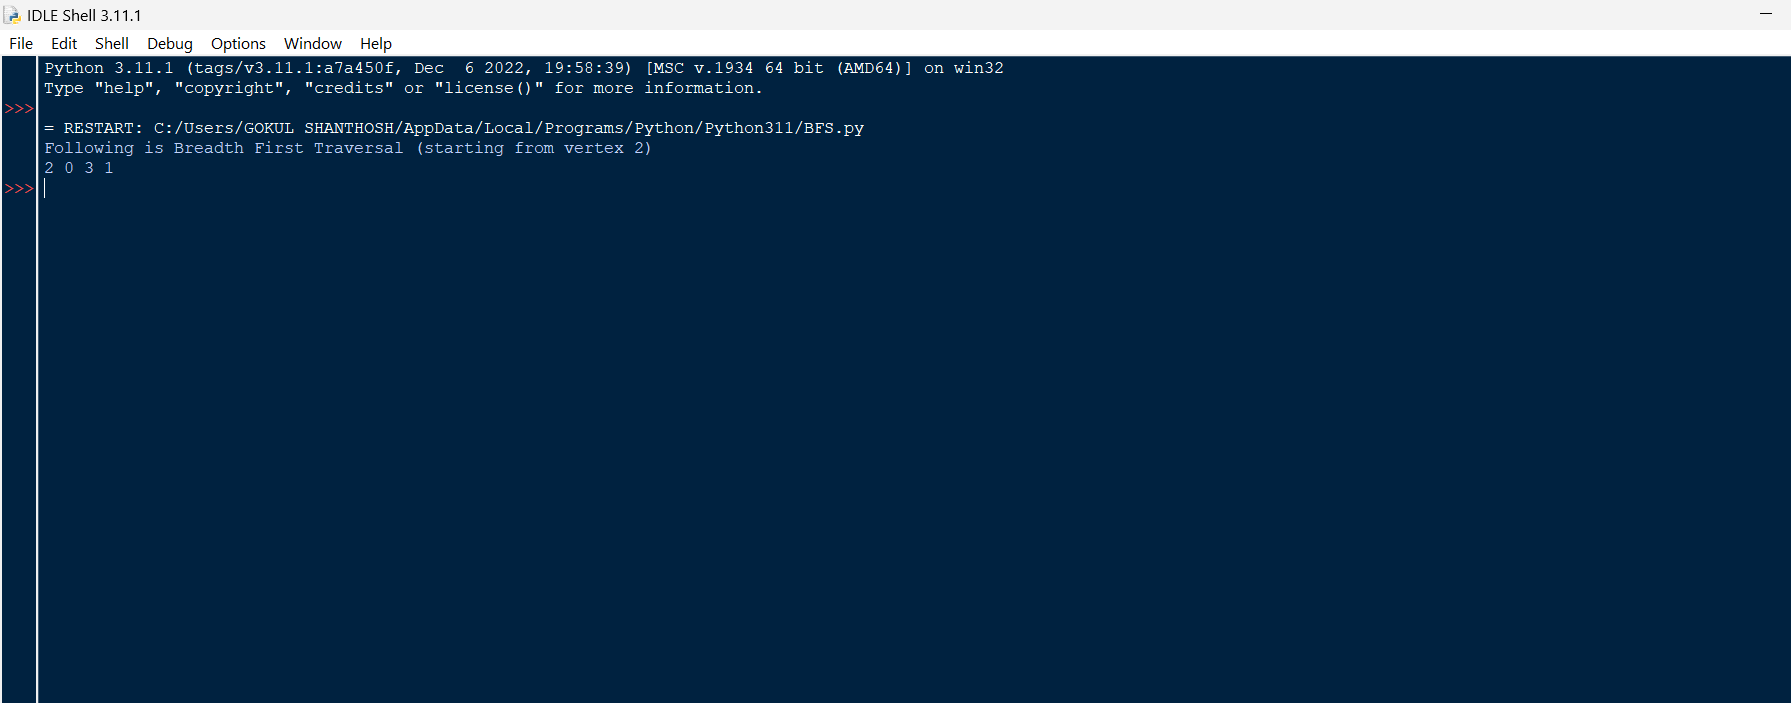 IDLE Shell 3.11.1
File Edit Shell Debug Options Window Help
Python 3.11.1 (tags/v3.11.1:a7a450f, Dec  6 2022, 19:58:39) [MSC v.1934 64 bit (AMD64)] on win32
Type "help", "copyright", "credits" or "license()" for more information.
>>>
= RESTART: C:/Users/GOKUL SHANTHOSH/AppData/Local/Programs/Python/Python311/BFS.py
Following is Breadth First Traversal (starting from vertex 2)
2 0 3 1
>>>